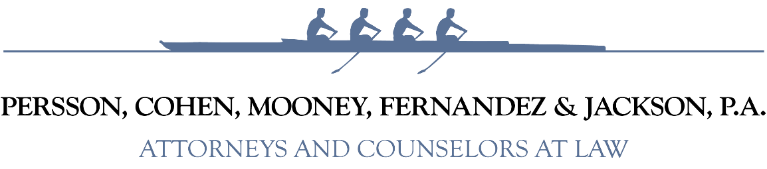 PERSSON, COHEN, MOONEY, FERNANDEZ & JACKSON, P.A.
ATTORNEYS AND COUNSELORS AT LAW